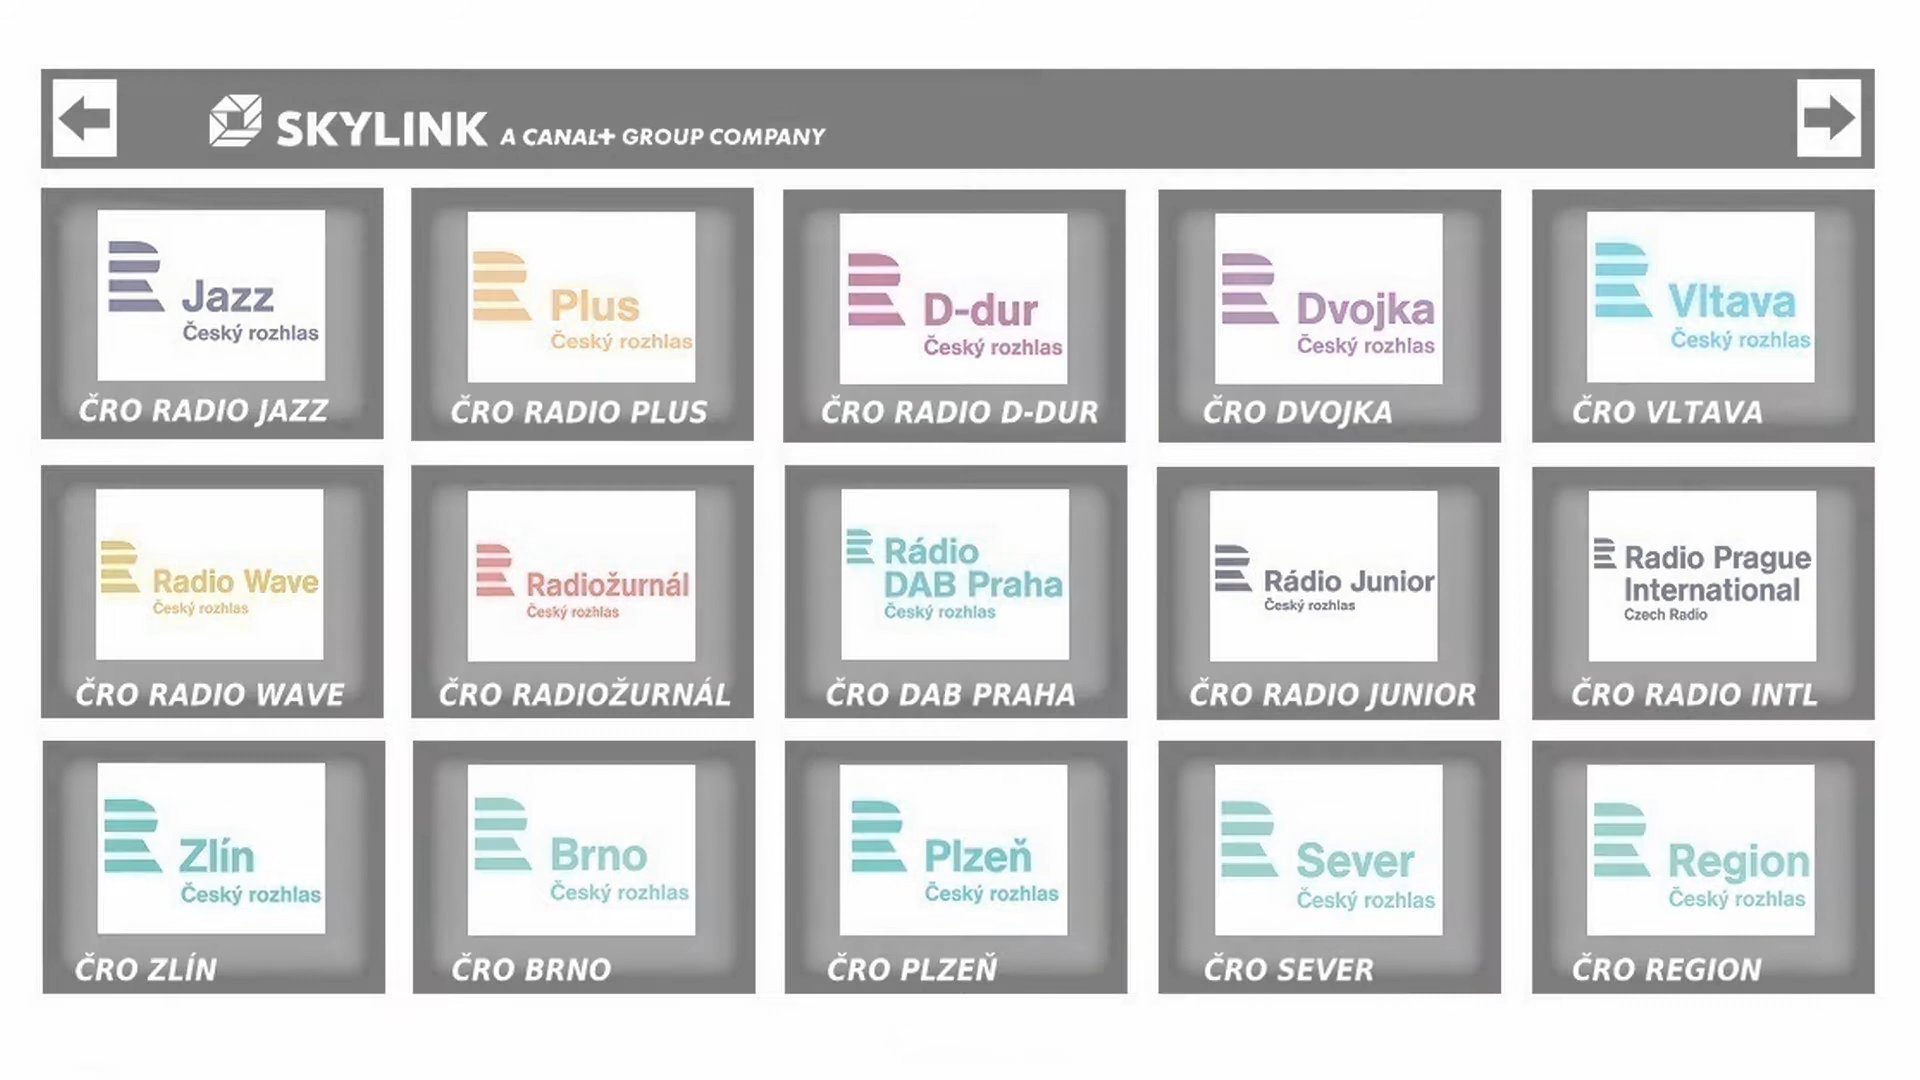 SKYLINK A CANAL+ GROUP COMPANY
Jazz
Český rozhlas
ČRO RADIO JAZZ
Plus
Český rozhlas
ČRO RADIO PLUS
D-dur
Český rozhlas
ČRO RADIO D-DUR
Dvojka
Český rozhlas
ČRO DVOJKA
Vltava
Český rozhlas
ČRO VLTAVA
Radio Wave
Český rozhlas
ČRO RADIO WAVE
Radiožurnál
Český rozhlas
ČRO RADIOŽURNÁL
Rádio
DAB Praha
Český rozhlas
ČRO DAB PRAHA
Rádio Junior
Český rozhlas
ČRO RADIO JUNIOR
Radio Prague
International
Czech Radio
ČRO RADIO INTL
Zlín
Český rozhlas
ČRO ZLÍN
Brno
Český rozhlas
ČRO BRNO
Plzeň
Český rozhlas
ČRO PLZEŇ
Sever
Český rozhlas
ČRO SEVER
Region
Český rozhlas
ČRO REGION